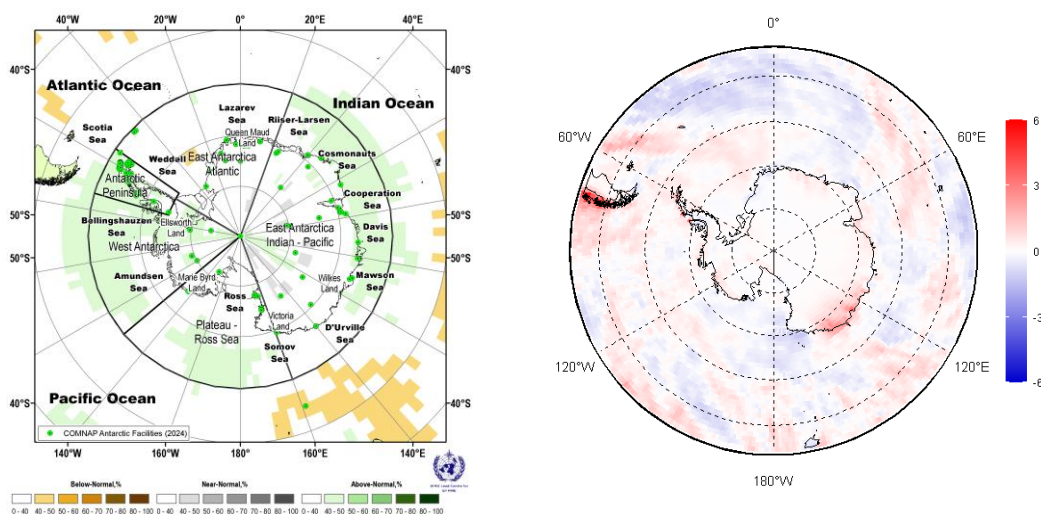 40°W 20°W 0° 20°E 40°E
0°
40°S 40°S
Atlantic Ocean
Indian Ocean
Lazarev
Sea
Riiser-Larsen
Sea
Scotia
Sea
Queen Maud
Land
Weddall
Sea
East Antarctica
Atlantic
Cosmonauts
Sea
60°W 60°E
Antarctic
Peninsula
Cooperation
Sea
50°S 50°S
Bellingshauzen
Sea
Ellsworth
Land
East Antarctica
Indian - Pacific
Davis
Sea
West Antarctica
50°S 50°S
Amundsen
Sea
Marie Byrd
Land
Wilkes
Land
Mawson
Sea
Ross
Sea
Victoria
Land
D'Urville
Sea
Plateau -
Ross Sea
Somov
Sea
120°W 120°E
Pacific Ocean
40°S 40°S
COMNAP Antarctic Facilities (2024)
140°W 160°W 180° 160°E 140°E
180°W
6
3
0
-3
-6
Below-Normal,% Near-Normal,% Above-Normal,%
0 - 40 40 - 50 50 - 60 60 - 70 70 - 80 80 - 100 0 - 40 40 - 50 50 - 60 60 - 70 70 - 80 80 - 100 0 - 40 40 - 50 50 - 60 60 - 70 70 - 80 80 - 100